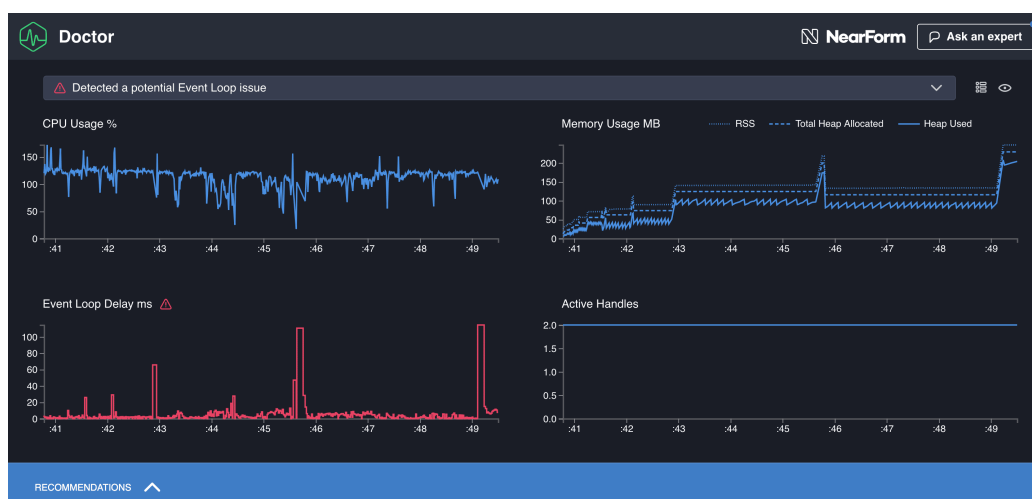 Doctor
NearForm
Ask an expert
Detected a potential Event Loop issue
CPU Usage %
150
100
50
0
:41 :42 :43 :44 :45 :46 :47 :48 :49
Memory Usage MB
RSS Total Heap Allocated Heap Used
200
150
100
50
0
:41 :42 :43 :44 :45 :46 :47 :48 :49
Event Loop Delay ms
100
80
60
40
20
0
:41 :42 :43 :44 :45 :46 :47 :48 :49
Active Handles
2.0
1.5
1.0
0.5
0.0
:41 :42 :43 :44 :45 :46 :47 :48 :49
RECOMMENDATIONS